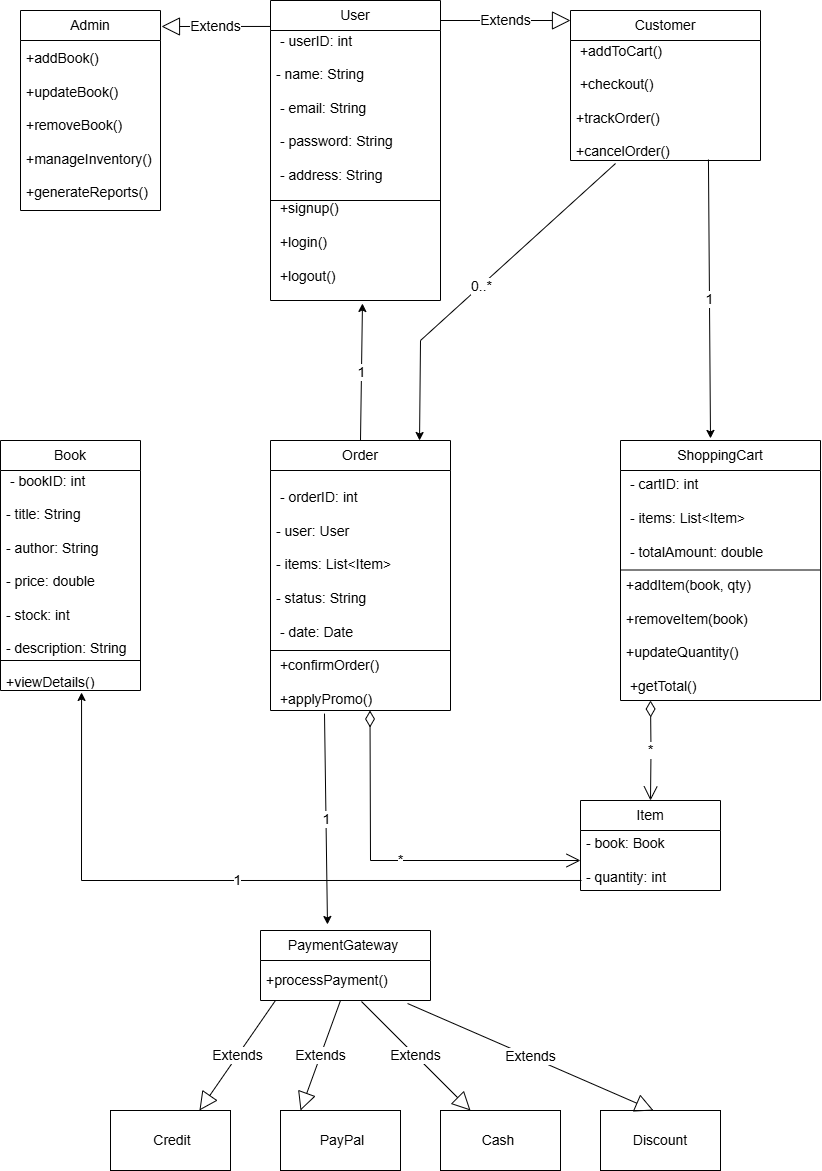 Admin
+addBook()
+updateBook()
+removeBook()
+manageInventory()
+generateReports()
Extends
User
- userID: int
- name: String
- email: String
- password: String
- address: String
+signup()
+login()
+logout()
Extends
Customer
+addToCart()
+checkout()
+trackOrder()
+cancelOrder()
0..*
1
1
Book
- bookID: int
- title: String
- author: String
- price: double
- stock: int
- description: String
+viewDetails()
Order
- orderID: int
- user: User
- items: List<Item>
- status: String
- date: Date
+confirmOrder()
+applyPromo()
ShoppingCart
- cartID: int
- items: List<Item>
- totalAmount: double
+addItem(book, qty)
+removeItem(book)
+updateQuantity()
+getTotal()
*
1
*
1
Item
- book: Book
- quantity: int
PaymentGateway
+processPayment()
Extends
Extends
Extends
Extends
Credit
PayPal
Cash
Discount